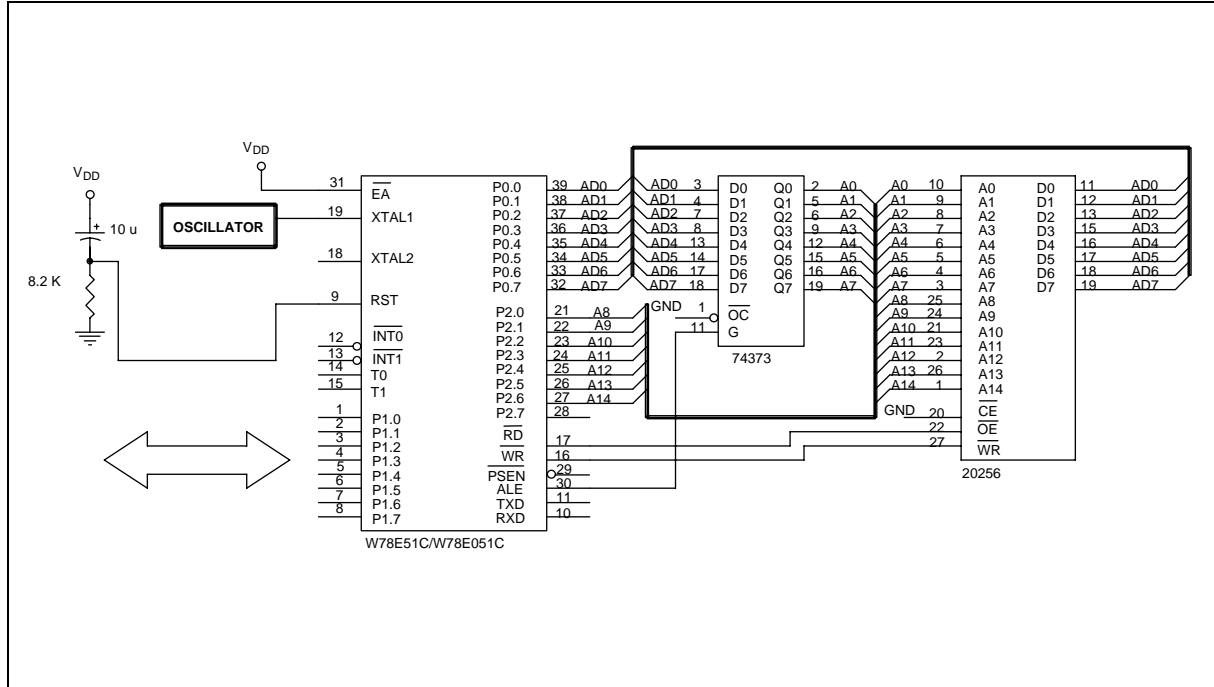 VDD
10 u
8.2 K
VDD
OSCILLATOR
31 EA
19 XTAL1
18 XTAL2
9 RST
12 INT0
13 INT1
14 T0
15 T1
1 P1.0
2 P1.1
3 P1.2
4 P1.3
5 P1.4
6 P1.5
7 P1.6
8 P1.7
P0.0 39 AD0
P0.1 38 AD1
P0.2 37 AD2
P0.3 36 AD3
P0.4 35 AD4
P0.5 34 AD5
P0.6 33 AD6
P0.7 32 AD7
P2.0 21 A8
P2.1 22 A9
P2.2 23 A10
P2.3 24 A11
P2.4 25 A12
P2.5 26 A13
P2.6 27 A14
P2.7 28
RD 17
WR 16
PSEN 29
ALE 30
TXD 11
RXD 10
W78E51C/W78E051C
AD0 3 D0 Q0 2 A0
AD1 4 D1 Q1 5 A1
AD2 7 D2 Q2 6 A2
AD3 8 D3 Q3 9 A3
AD4 13 D4 Q4 12 A4
AD5 14 D5 Q5 15 A5
AD6 17 D6 Q6 16 A6
AD7 18 D7 Q7 19 A7
GND 1 OC
11 G
74373
A0 10 A0 D0 11 AD0
A1 9 A1 D1 12 AD1
A2 8 A2 D2 13 AD2
A3 7 A3 D3 15 AD3
A4 6 A4 D4 16 AD4
A5 5 A5 D5 17 AD5
A6 4 A6 D6 18 AD6
A7 3 A7 D7 19 AD7
A8 25 A8
A9 24 A9
A10 21 A10
A11 23 A11
A12 2 A12
A13 26 A13
A14 1 A14
GND 20 CE
22 OE
27 WR
20256